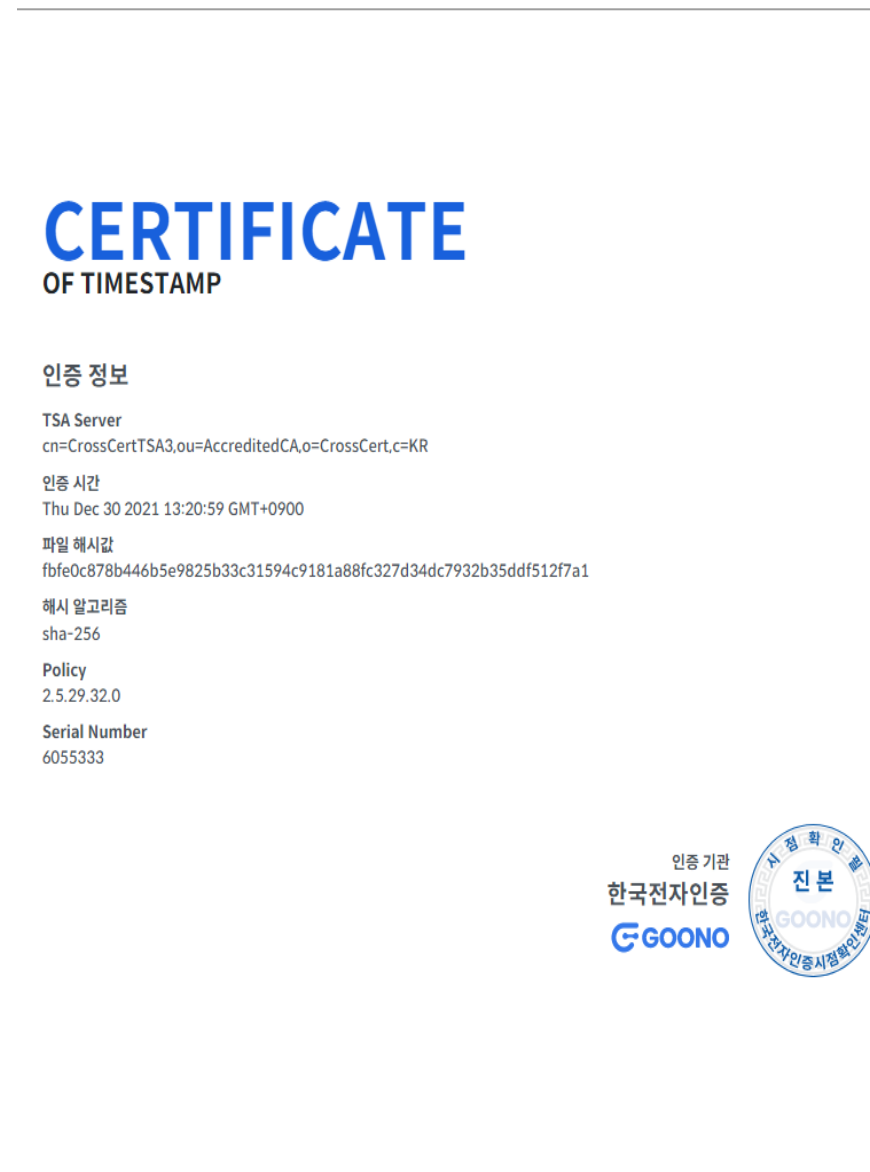 CERTIFICATE
OF TIMESTAMP
인증 정보
TSA Server
cn=CrossCertTSA3,ou=AccreditedCA,o=CrossCert,c=KR
인증 시간
Thu Dec 30 2021 13:20:59 GMT+0900
파일 해시값
fbfe0c878b446b5e9825b33c31594c9181a88fc327d34dc7932b35ddf512f7a1
해시 알고리즘
sha-256
Policy
2.5.29.32.0
Serial Number
6055333
인증 기관
한국전자인증
GOONO
시점확인필
진본
GOONO
한국전자인증시점확인센터